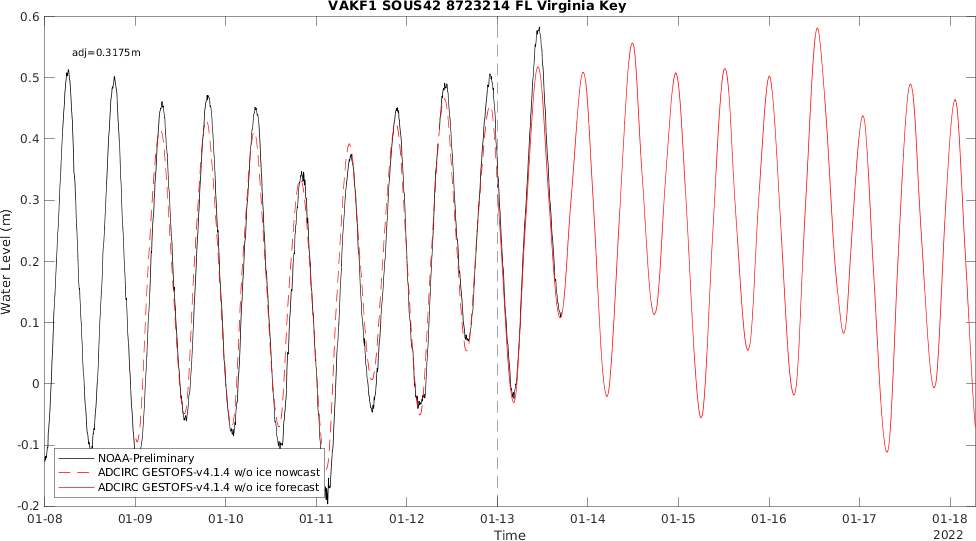 VAKF1 SOUS42 8723214 FL Virginia Key
adj=0.3175m
0.6
0.5
0.4
0.3
0.2
0.1
0
-0.1
-0.2
Water Level (m)
NOAA-Preliminary
ADCIRC GESTOFS-v4.1.4 w/o ice nowcast
ADCIRC GESTOFS-v4.1.4 w/o ice forecast
01-08 01-09 01-10 01-11 01-12 01-13 01-14 01-15 01-16 01-17 01-18
Time 2022